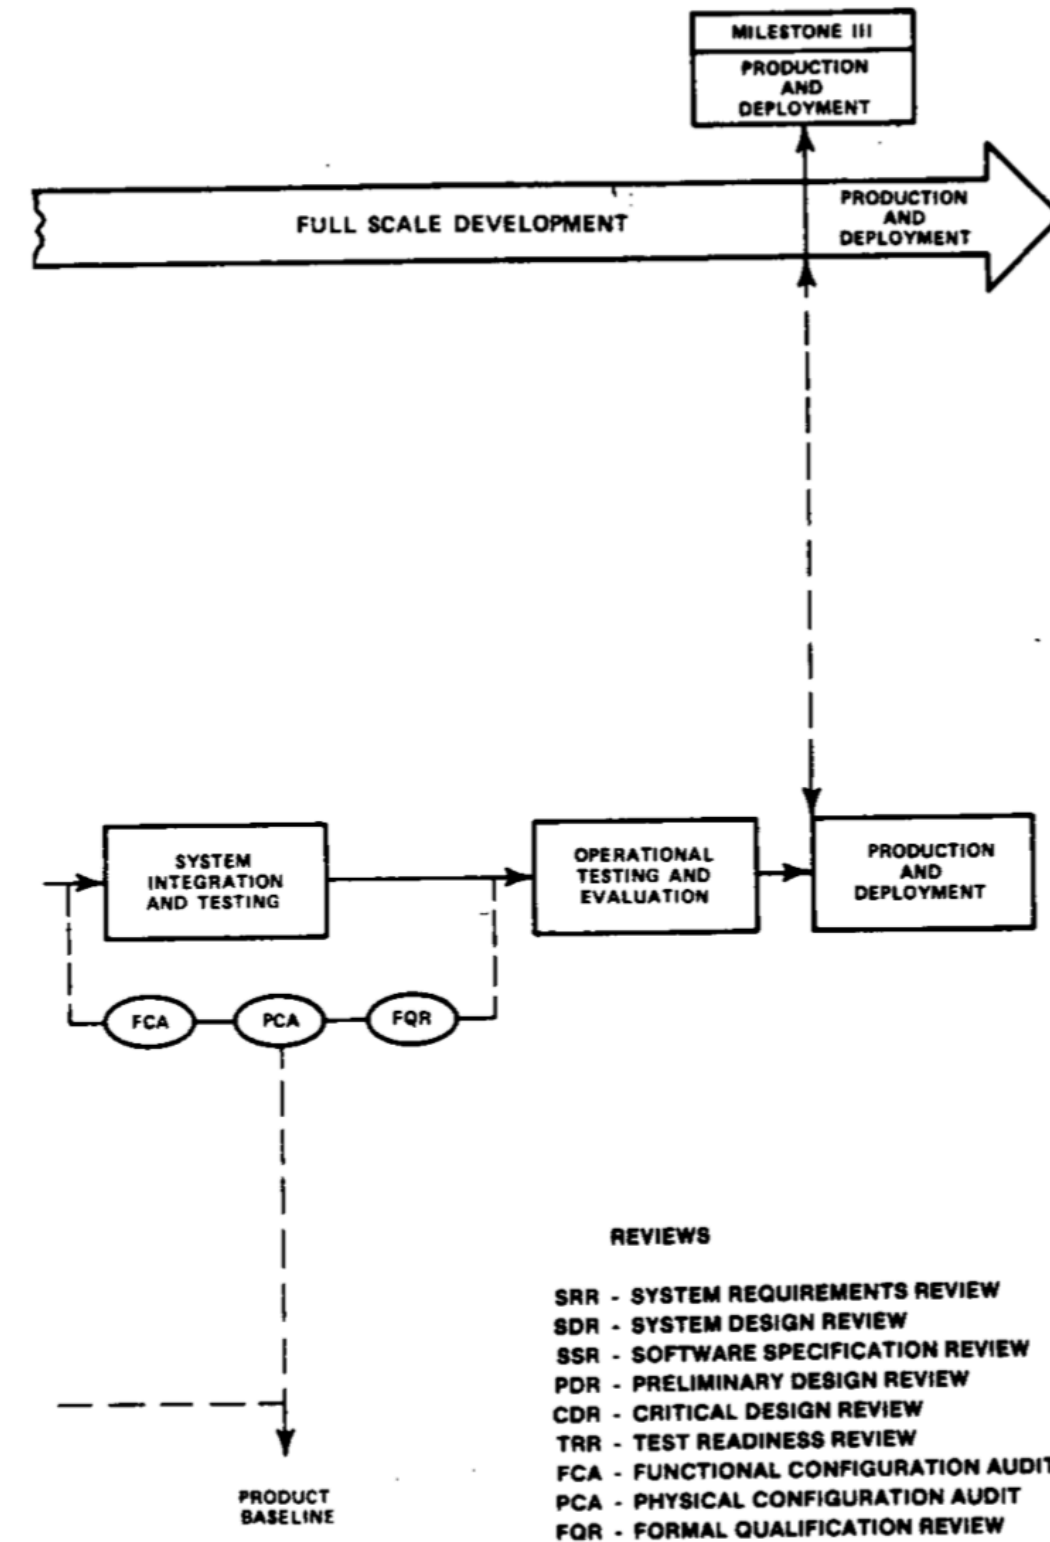 MILESTONE III
PRODUCTION
AND
DEPLOYMENT
FULL SCALE DEVELOPMENT
PRODUCTION
AND
DEPLOYMENT
SYSTEM
INTEGRATION
AND TESTING
OPERATIONAL
TESTING AND
EVALUATION
PRODUCTION
AND
DEPLOYMENT
FCA
PCA
FQR
PRODUCT
BASELINE
REVIEWS
SRR - SYSTEM REQUIREMENTS REVIEW
SDR - SYSTEM DESIGN REVIEW
SSR - SOFTWARE SPECIFICATION REVIEW
PDR - PRELIMINARY DESIGN REVIEW
CDR - CRITICAL DESIGN REVIEW
TRR - TEST READINESS REVIEW
FCA - FUNCTIONAL CONFIGURATION AUDIT
PCA - PHYSICAL CONFIGURATION AUDIT
FQR - FORMAL QUALIFICATION REVIEW